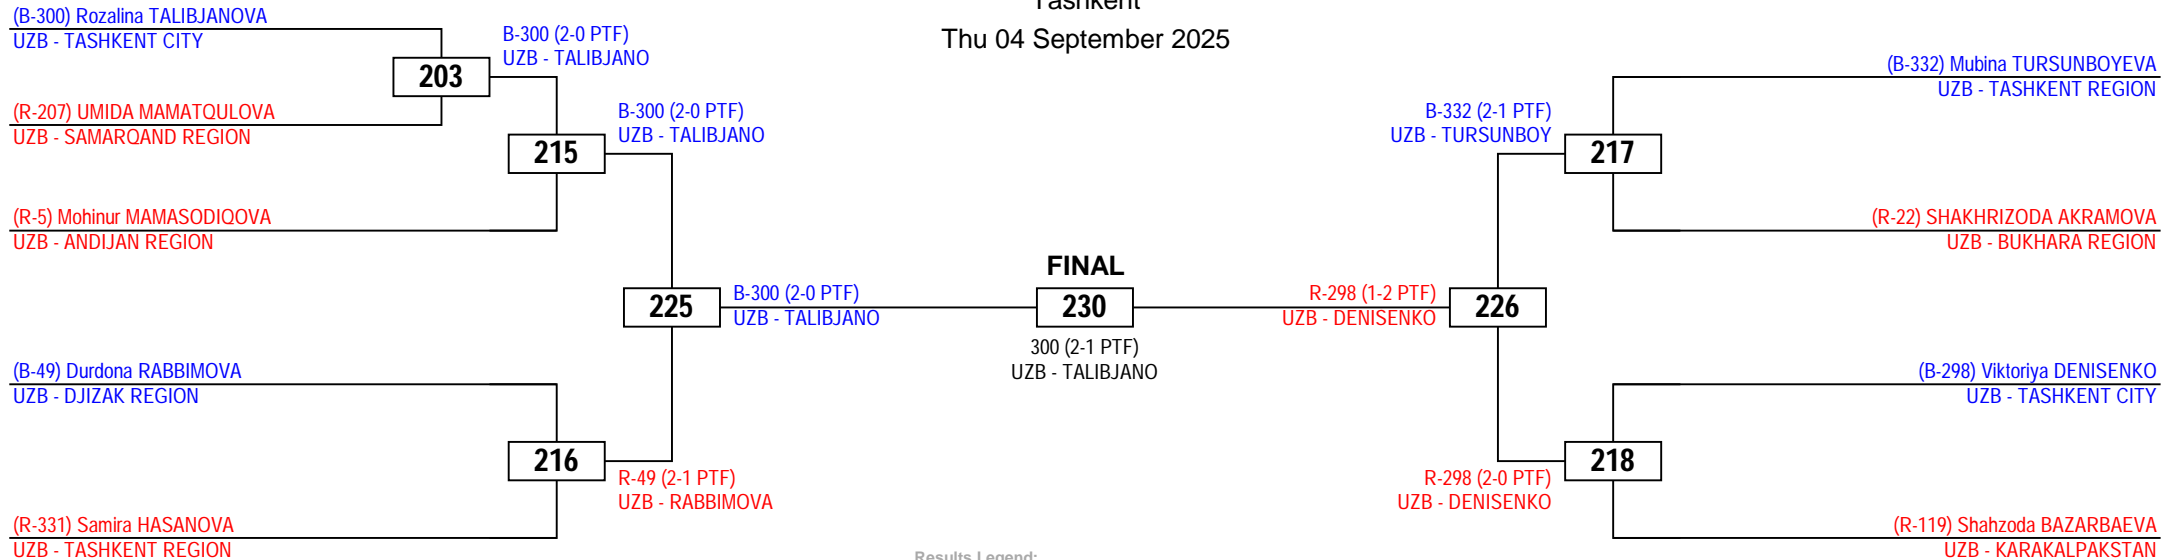 Tashkent
Thu 04 September 2025
(B-300) Rozalina TALIBJANOVA
UZB - TASHKENT CITY
203
(R-207) UMIDA MAMATQULOVA
UZB - SAMARQAND REGION
B-300 (2-0 PTF)
UZB - TALIBJANO
215
(R-5) Mohinur MAMASODIQOVA
UZB - ANDIJAN REGION
B-300 (2-0 PTF)
UZB - TALIBJANO
225
B-300 (2-0 PTF)
UZB - TALIBJANO
(B-49) Durdona RABBIMOVA
UZB - DJIZAK REGION
216
R-49 (2-1 PTF)
UZB - RABBIMOVA
(R-331) Samira HASANOVA
UZB - TASHKENT REGION
FINAL
230
300 (2-1 PTF)
UZB - TALIBJANO
(B-332) Mubina TURSUNBOYEVA
UZB - TASHKENT REGION
B-332 (2-1 PTF)
UZB - TURSUNBOY
217
(R-22) SHAKHRIZODA AKRAMOVA
UZB - BUKHARA REGION
R-298 (1-2 PTF)
UZB - DENISENKO
226
(B-298) Viktoriya DENISENKO
UZB - TASHKENT CITY
218
R-298 (2-0 PTF)
UZB - DENISENKO
(R-119) Shahzoda BAZARBAEVA
UZB - KARAKALPAKSTAN
Results Legend: